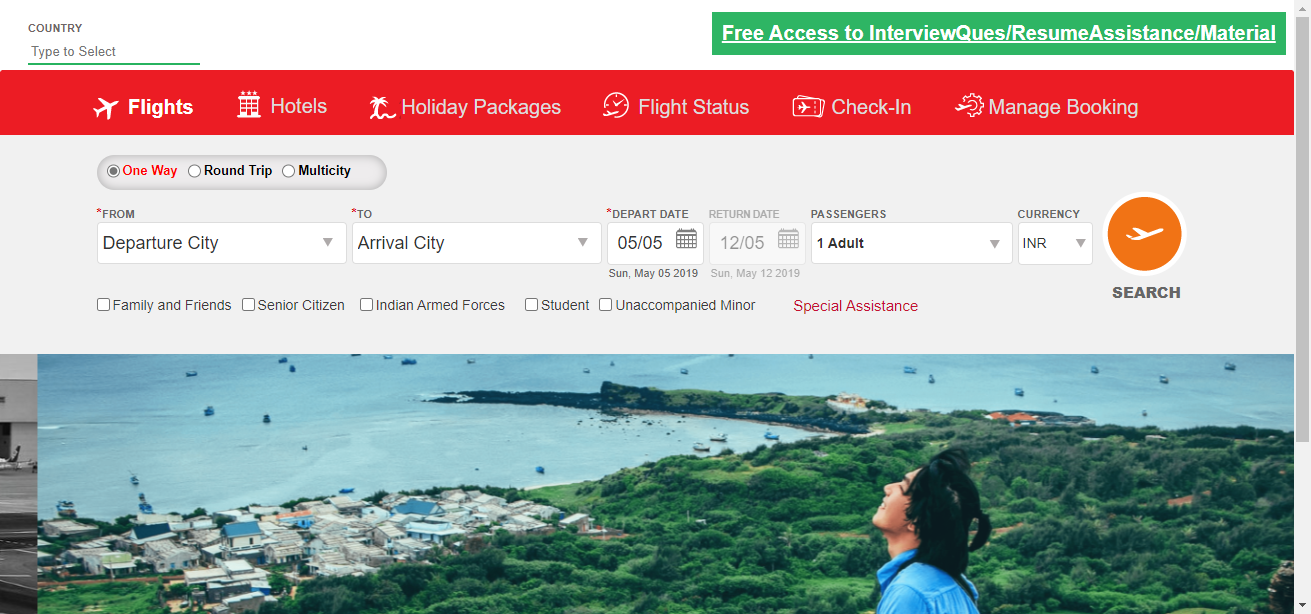 COUNTRY
Type to Select
Free Access to InterviewQues/ResumeAssistance/Material
Flights Hotels Holiday Packages Flight Status Check-In Manage Booking
One Way Round Trip Multicity
*FROM *TO *DEPART DATE RETURN DATE PASSENGERS CURRENCY
Departure City Arrival City 05/05 12/05 1 Adult INR
Sun, May 05 2019 Sun, May 12 2019
SEARCH
Family and Friends Senior Citizen Indian Armed Forces Student Unaccompanied Minor Special Assistance